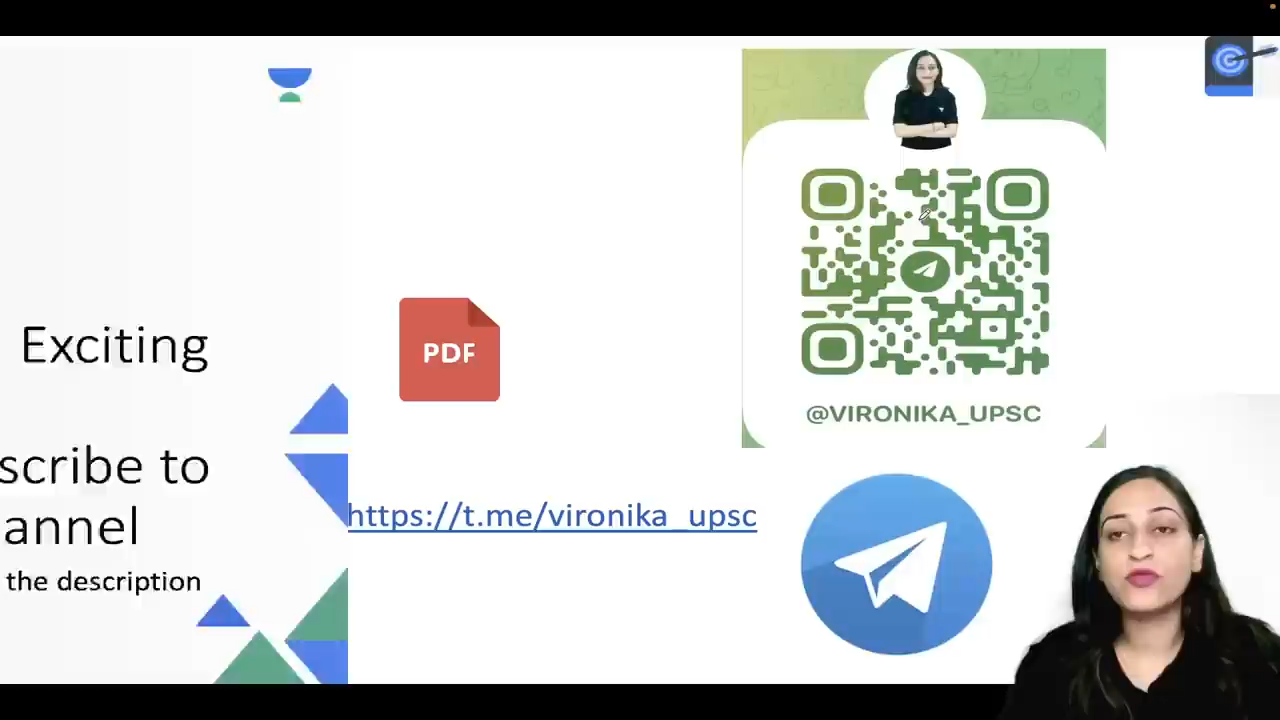 Exciting
scribe to
annel
the description
PDF
@VIRONIKA_UPSC
https://t.me/vironika_upsc